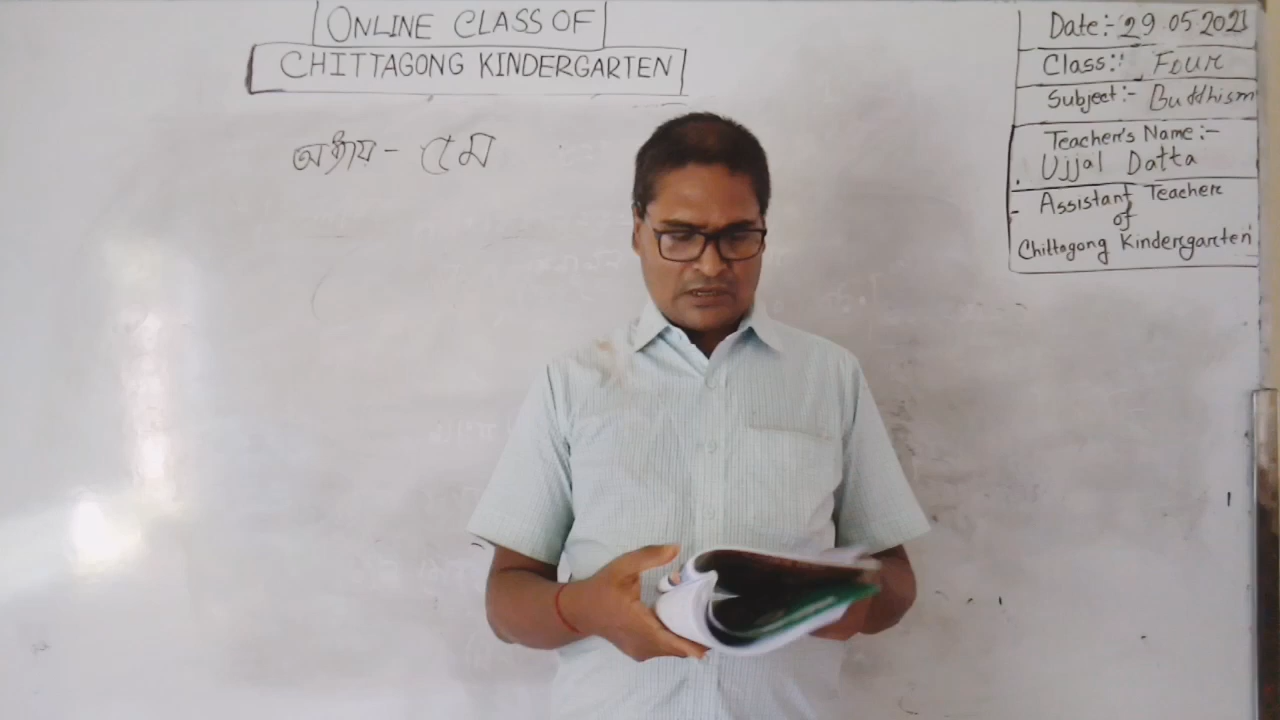 ONLINE CLASS OF
CHITTAGONG KINDERGARTEN
অধ্যায় - ৫ম
Date:- 29.05.2021
Class:- Four
Subject:- Buddhism
Teacher's Name:-
Ujjal Datta
Assistant Teacher
of
Chittagong Kindergarten